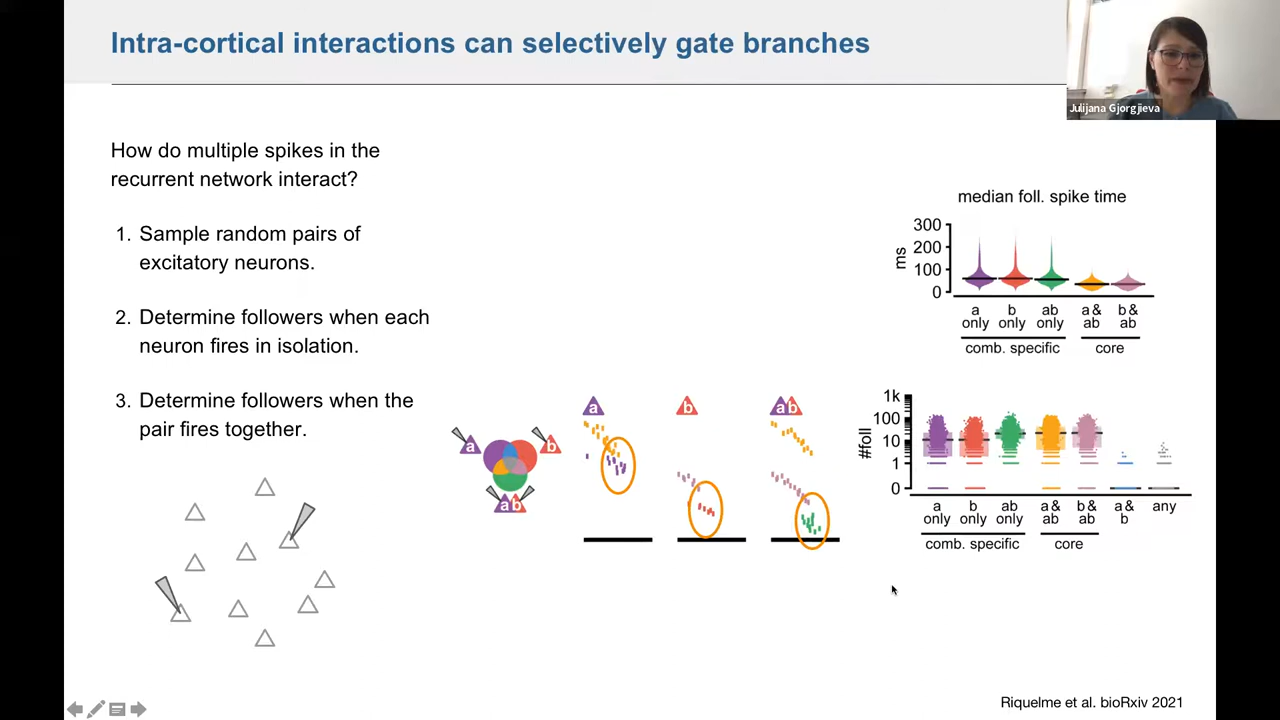 Intra-cortical interactions can selectively gate branches
Julijana Gjorgjieva
How do multiple spikes in the
recurrent network interact?
1. Sample random pairs of
excitatory neurons.
2. Determine followers when each
neuron fires in isolation.
3. Determine followers when the
pair fires together.
a
b
ab
a
b
ab
median foll. spike time
ms
300
200
100
0
a only
b only
ab only
a & ab
b & ab
comb. specific
core
#foll
1k
100
10
1
0
a only
b only
ab only
a & ab
b & ab
a & b
any
comb. specific
core
Riquelme et al. bioRxiv 2021